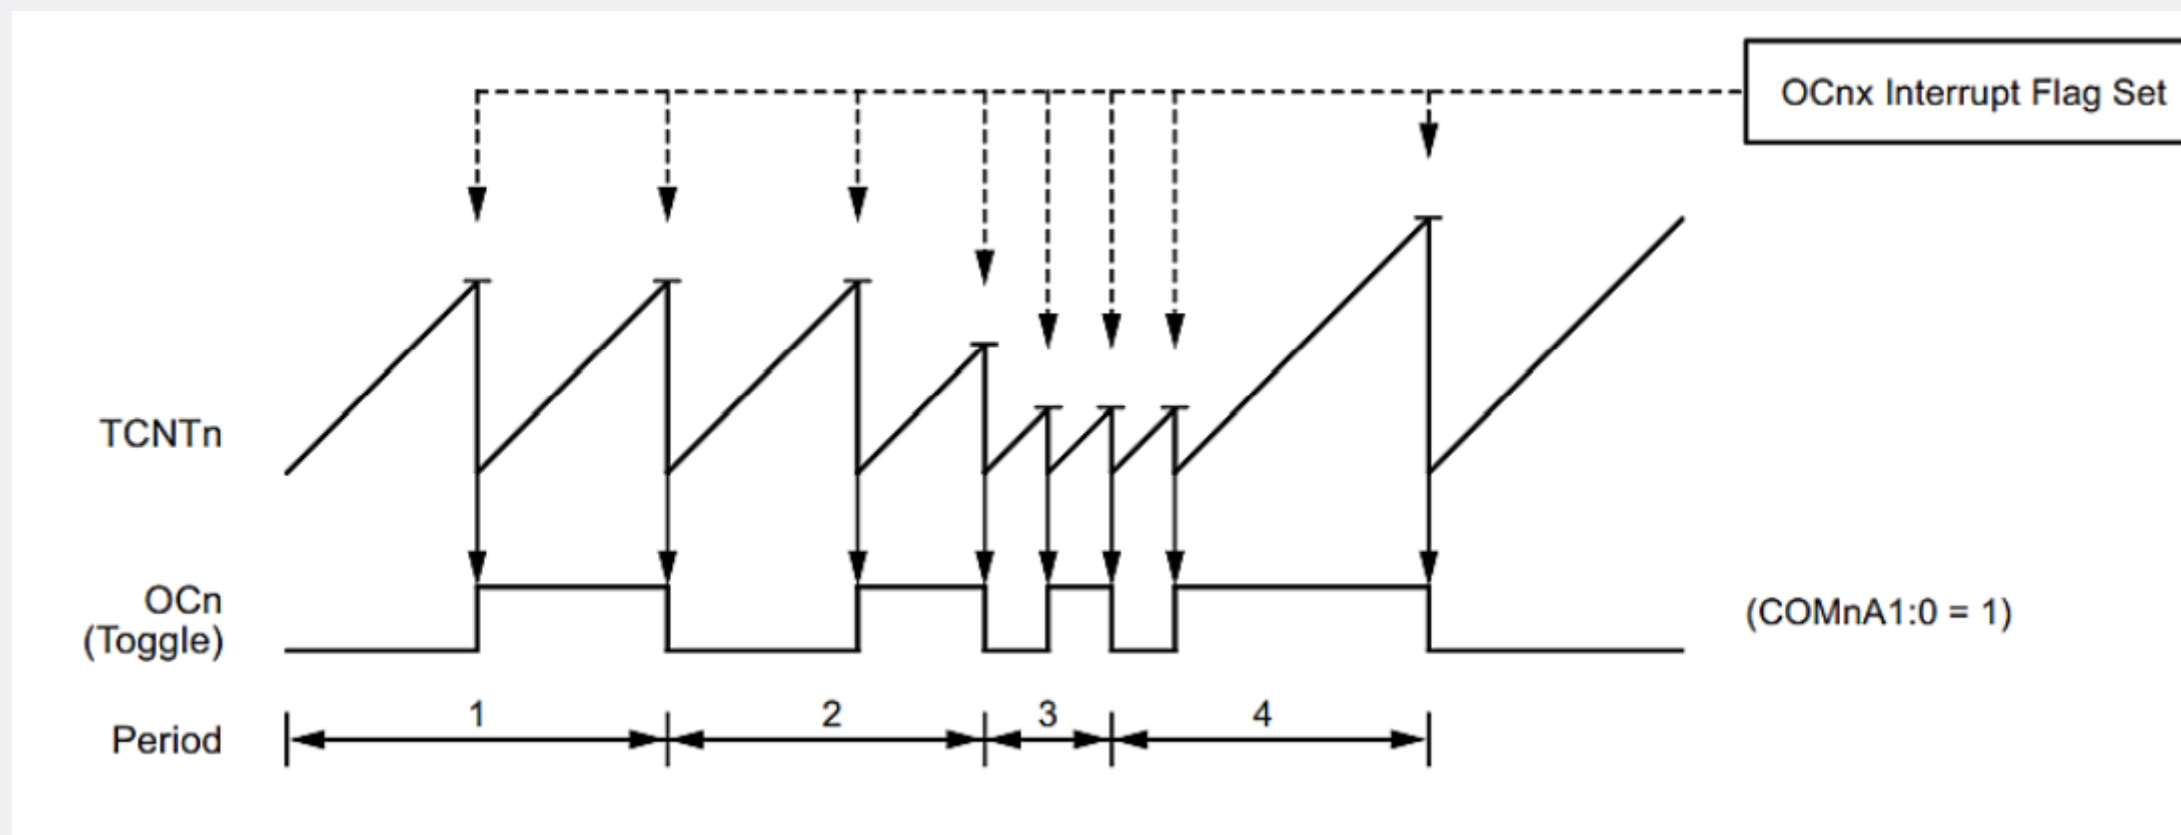 OCnx Interrupt Flag Set
TCNTn
OCn
(Toggle)
(COMnA1:0 = 1)
Period
1
2
3
4